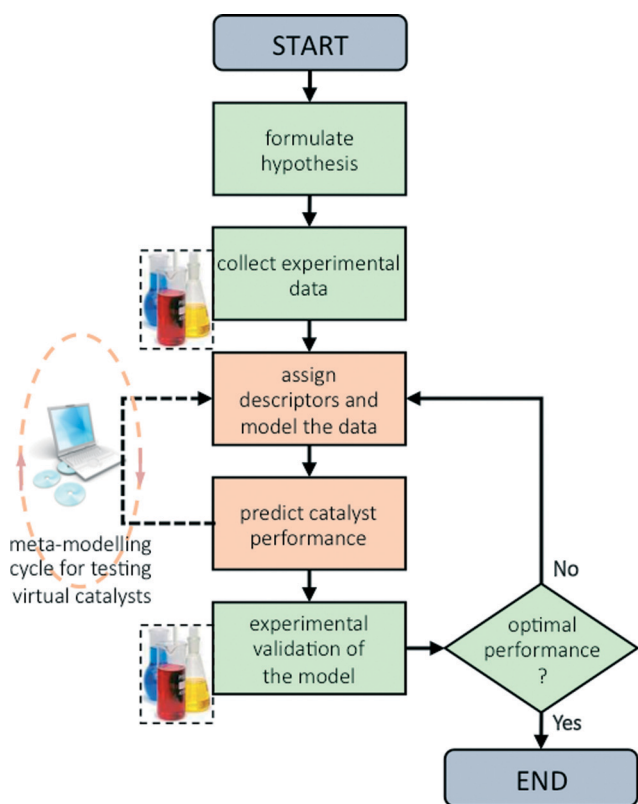 START
formulate
hypothesis
collect experimental
data
assign
descriptors and
model the data
predict catalyst
performance
meta-modelling
cycle for testing
virtual catalysts
experimental
validation of
the model
No
optimal
performance
?
Yes
END